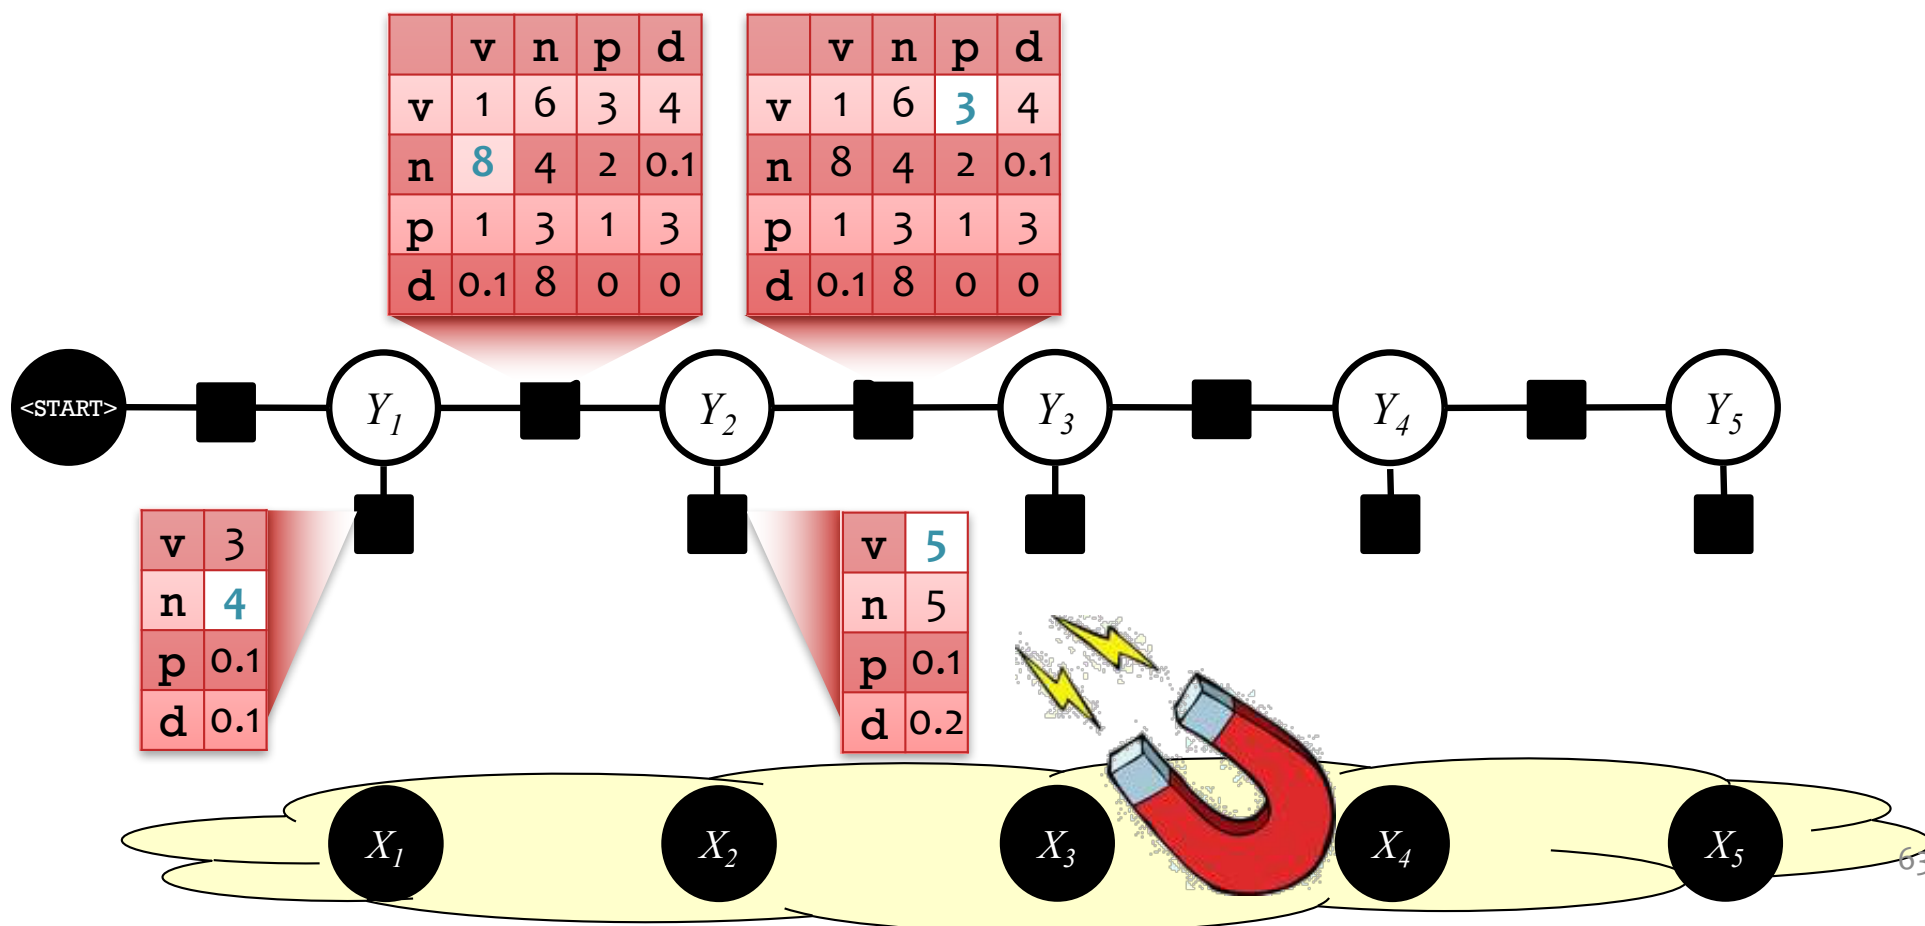 v n p d
v 1 6 3 4
n 8 4 2 0.1
p 1 3 1 3
d 0.1 8 0 0
v n p d
v 1 6 3 4
n 8 4 2 0.1
p 1 3 1 3
d 0.1 8 0 0
<START> Y1 Y2 Y3 Y4 Y5
v 3
n 4
p 0.1
d 0.1
v 5
n 5
p 0.1
d 0.2
X1 X2 X3 X4 X5
63